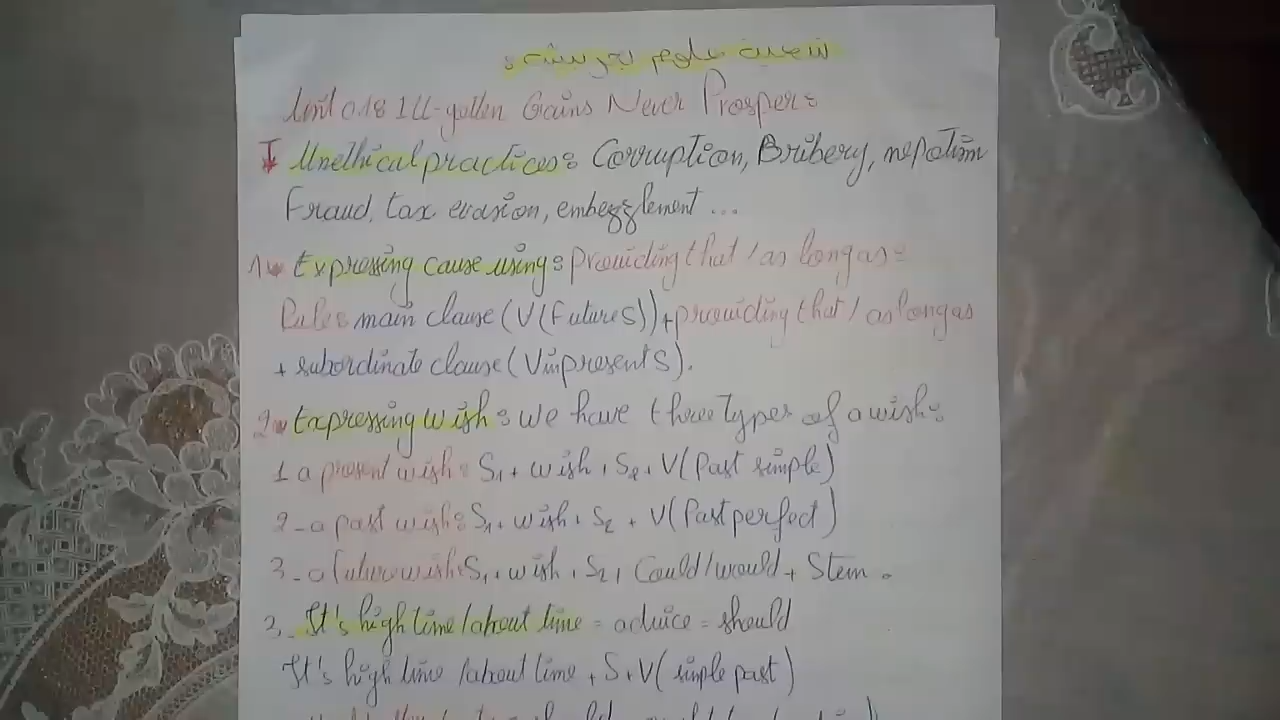 شعبة علوم تجريبية:
Unit 018 Ill-gotten Gains Never Prosper:
I Unethical practices: Corruption, Bribery, nepotism
Fraud, tax evasion, embezzlement ...
1 Expressing cause using: providing that / as long as:
Rule: main clause (V(FutureS)) + providing that / as long as
+ subordinate clause (V in present S).
2 Expressing wish: we have three types of a wish:
1 a present wish: S1 + wish + S2 + V (Past simple)
2 - a past wish: S1 + wish + S2 + V (Past perfect)
3 - a future wish: S1 + wish + S2 + Could/would + Stem.
3 - It's high time / about time = advice = should
It's high time / about time + S + V (simple past)